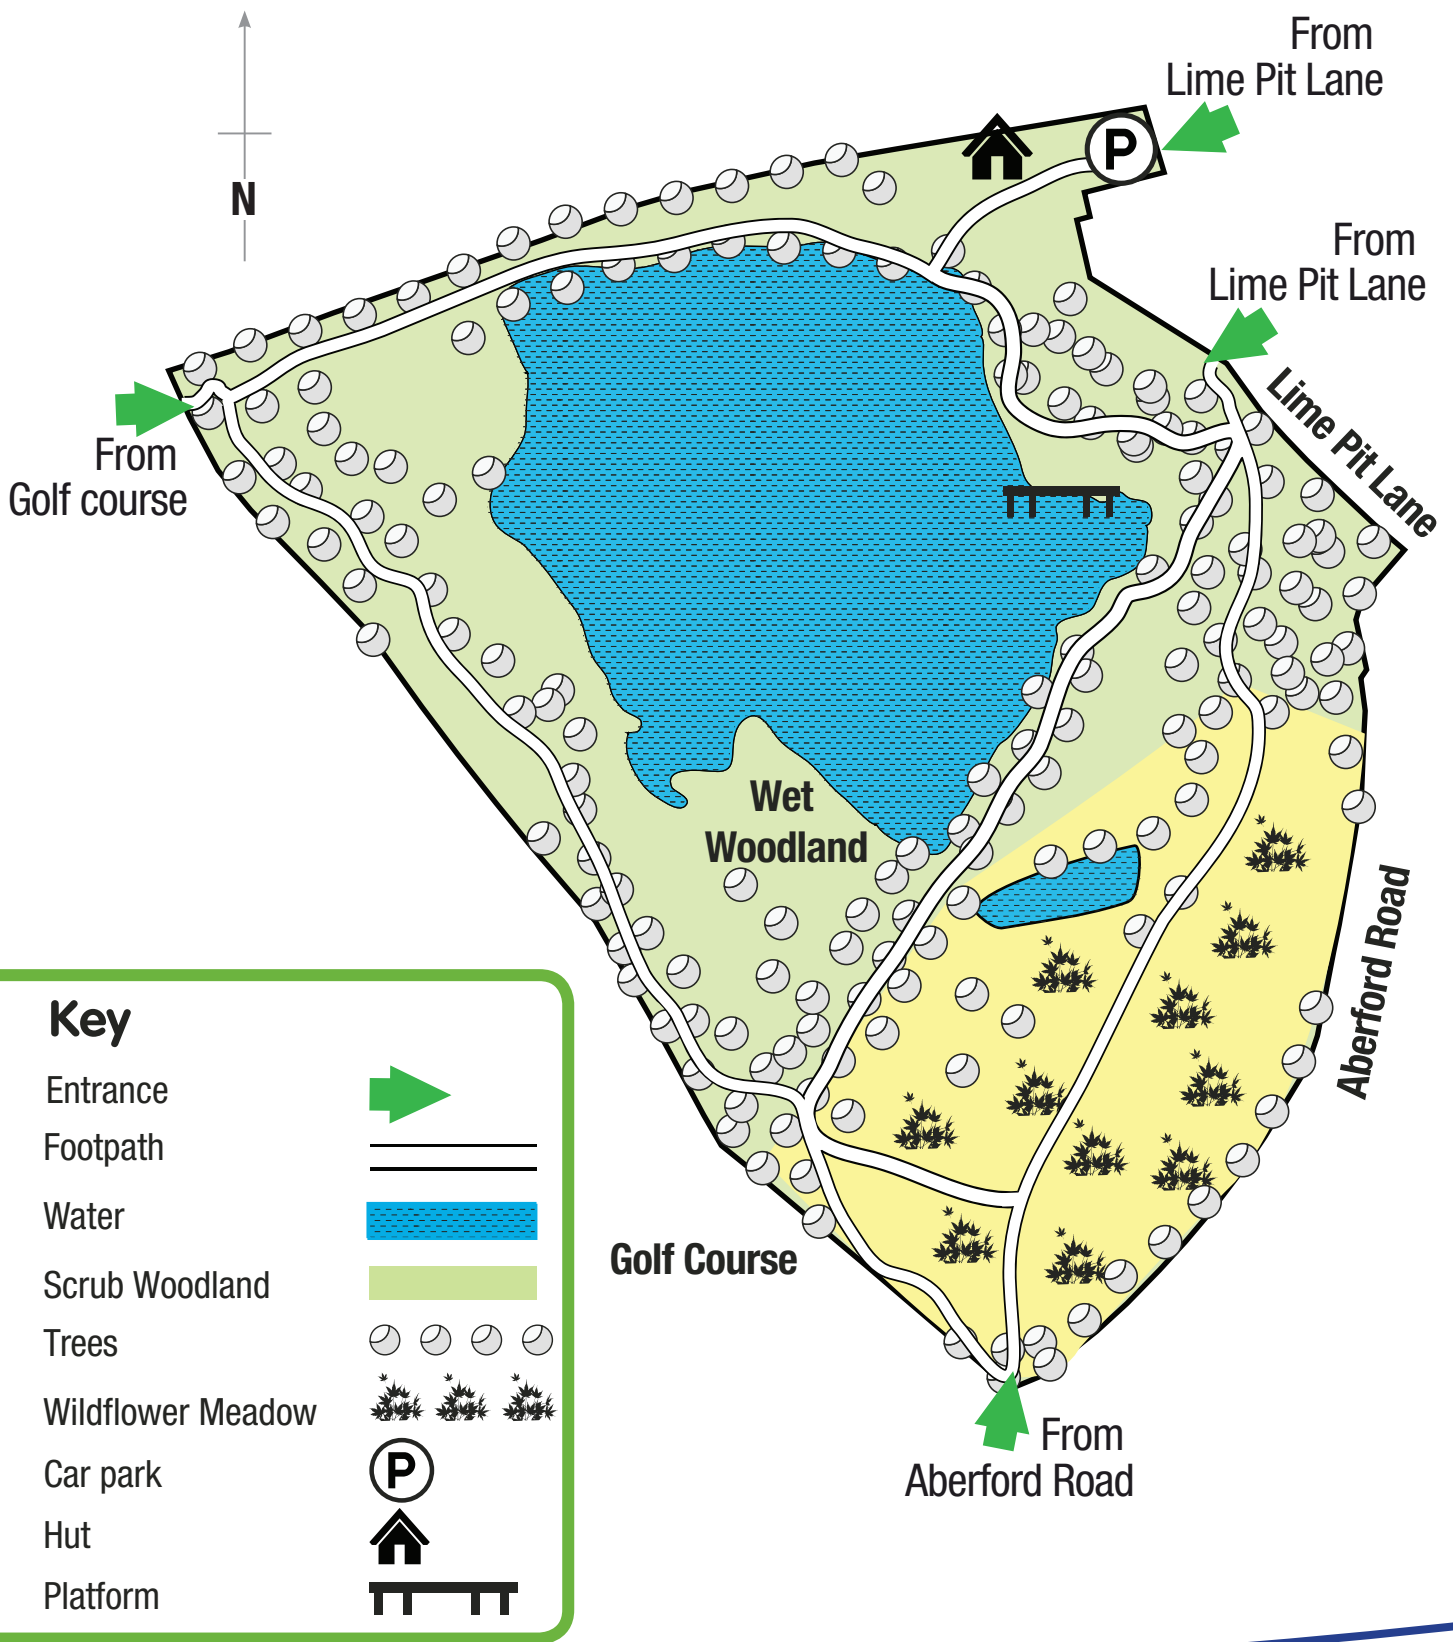 From
Lime Pit Lane
P
N
From
Lime Pit Lane
Lime Pit Lane
From
Golf course
Wet
Woodland
Aberford Road
Golf Course
From
Aberford Road
Key
Entrance
Footpath
Water
Scrub Woodland
Trees
Wildflower Meadow
Car park
P
Hut
Platform